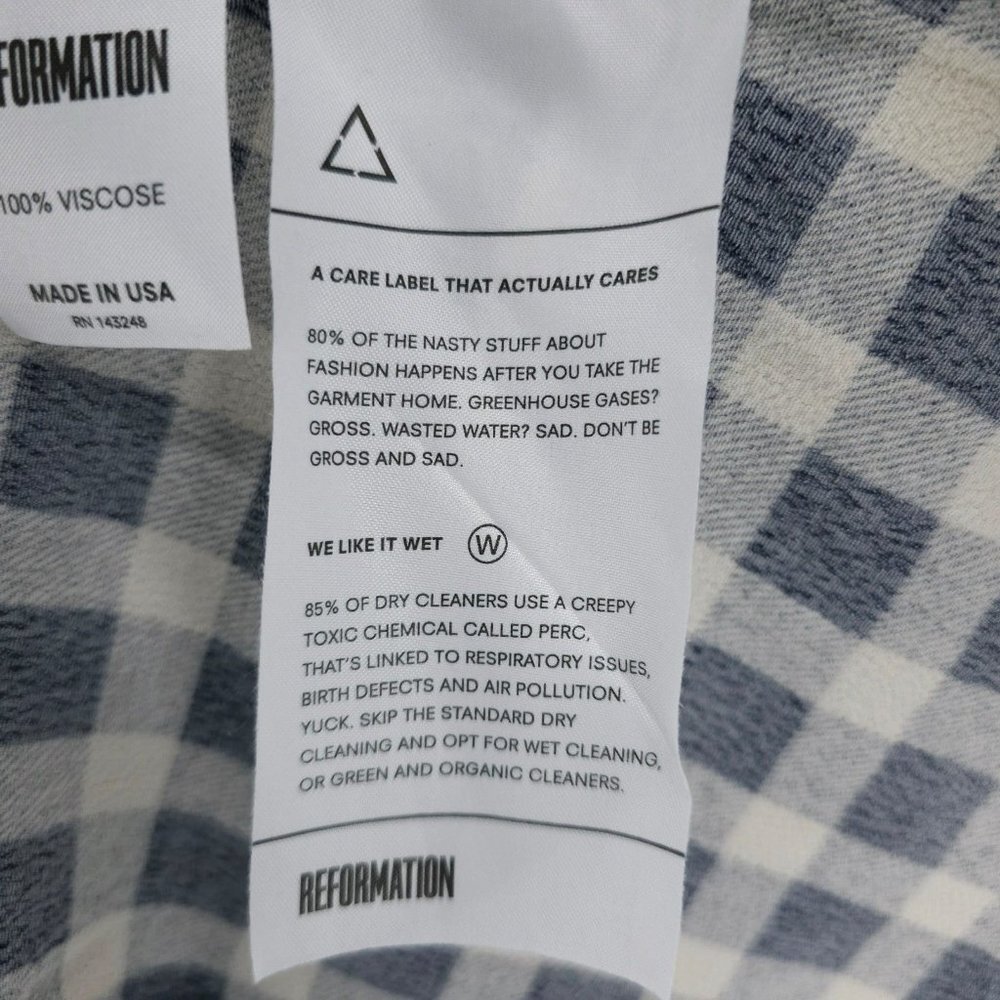 FORMATION
100% VISCOSE
MADE IN USA
RN 143248
A CARE LABEL THAT ACTUALLY CARES
80% OF THE NASTY STUFF ABOUT
FASHION HAPPENS AFTER YOU TAKE THE
GARMENT HOME. GREENHOUSE GASES?
GROSS. WASTED WATER? SAD. DON'T BE
GROSS AND SAD.
WE LIKE IT WET W
85% OF DRY CLEANERS USE A CREEPY
TOXIC CHEMICAL CALLED PERC,
THAT'S LINKED TO RESPIRATORY ISSUES,
BIRTH DEFECTS AND AIR POLLUTION.
YUCK. SKIP THE STANDARD DRY
CLEANING AND OPT FOR WET CLEANING,
OR GREEN AND ORGANIC CLEANERS.
REFORMATION